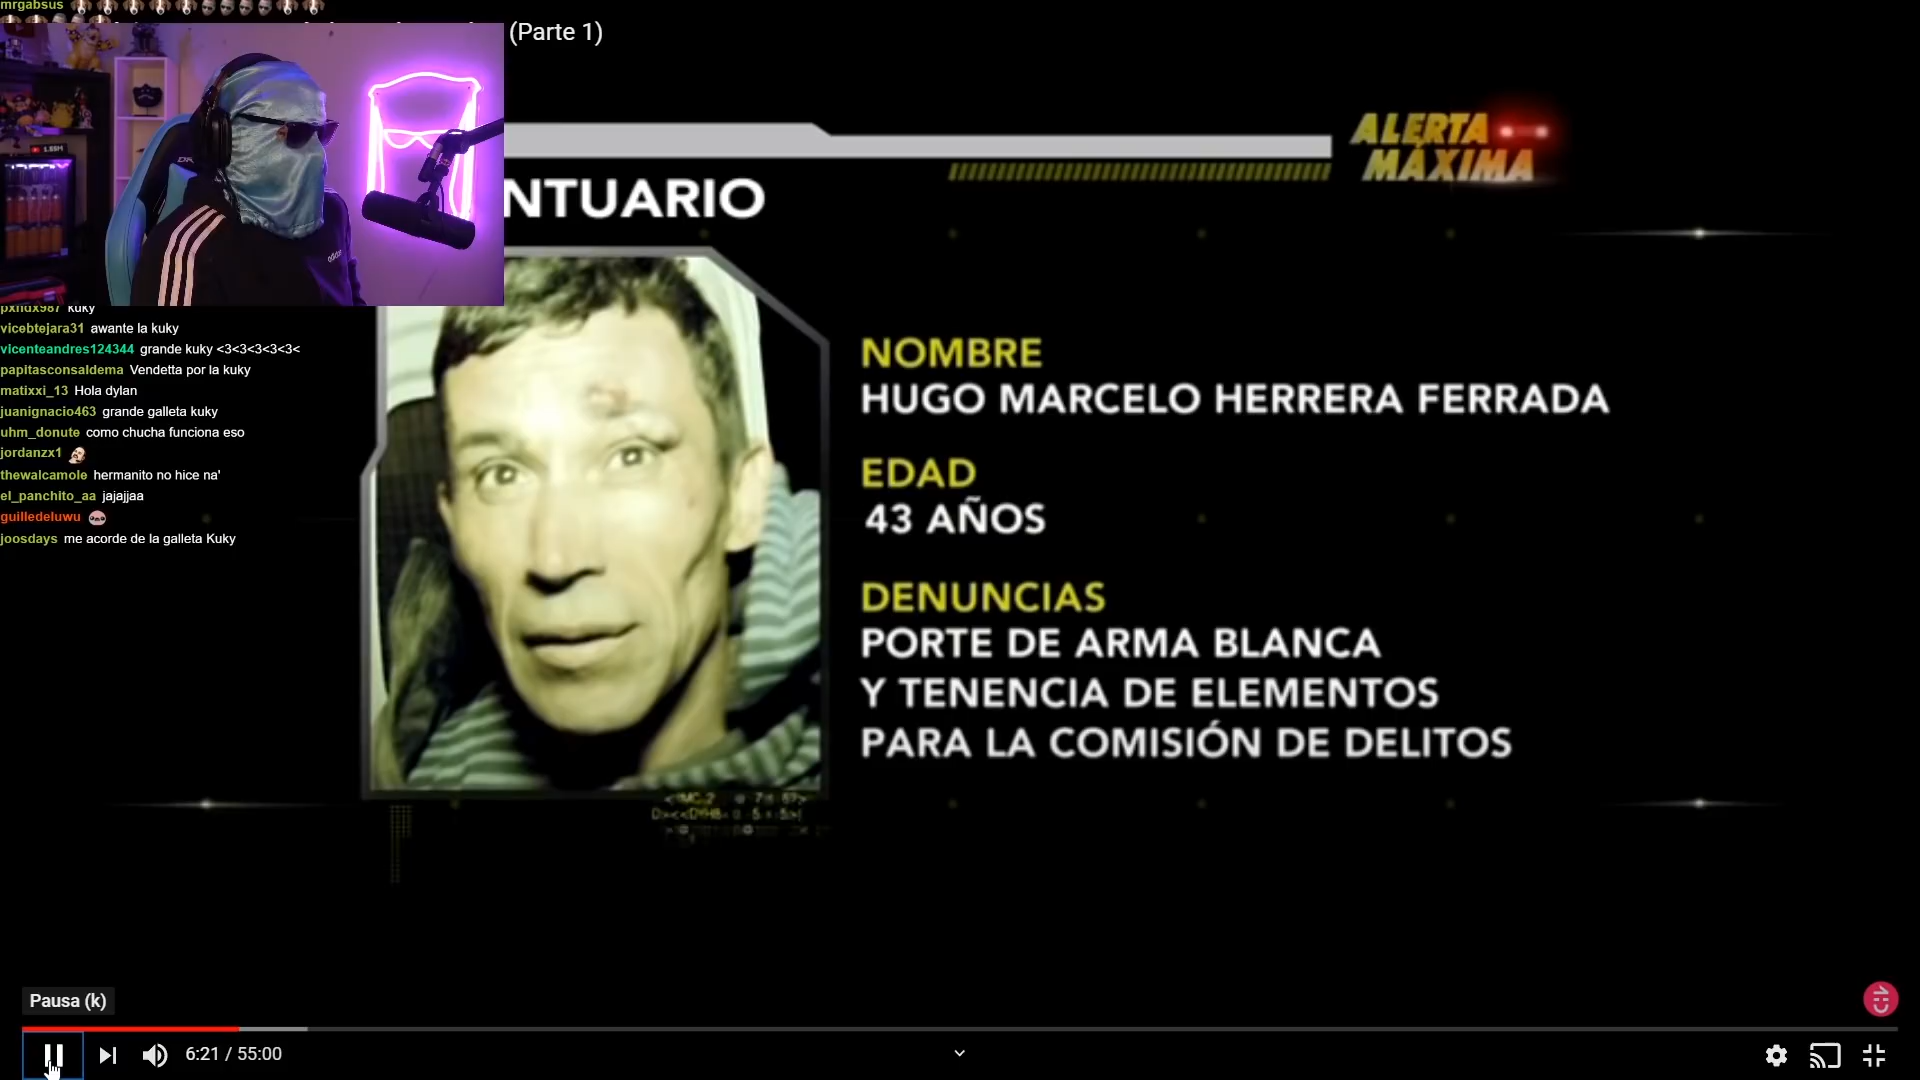 mrgabsus
(Parte 1)
ALERTA
MÁXIMA
NTUARIO
1.85M
pxndx987 kuky
vicebtejara31 awante la kuky
vicenteandres124344 grande kuky <3<3<3<3<3<
papitasconsaldema Vendetta por la kuky
matixxi_13 Hola dylan
juanignacio463 grande galleta kuky
uhm_donute como chucha funciona eso
jordanzx1
thewalcamole hermanito no hice na'
el_panchito_aa jajajjaa
guilledeluwu
joosdays me acorde de la galleta Kuky
NOMBRE
HUGO MARCELO HERRERA FERRADA
EDAD
43 AÑOS
DENUNCIAS
PORTE DE ARMA BLANCA
Y TENENCIA DE ELEMENTOS
PARA LA COMISIÓN DE DELITOS
Pausa (k)
6:21 / 55:00